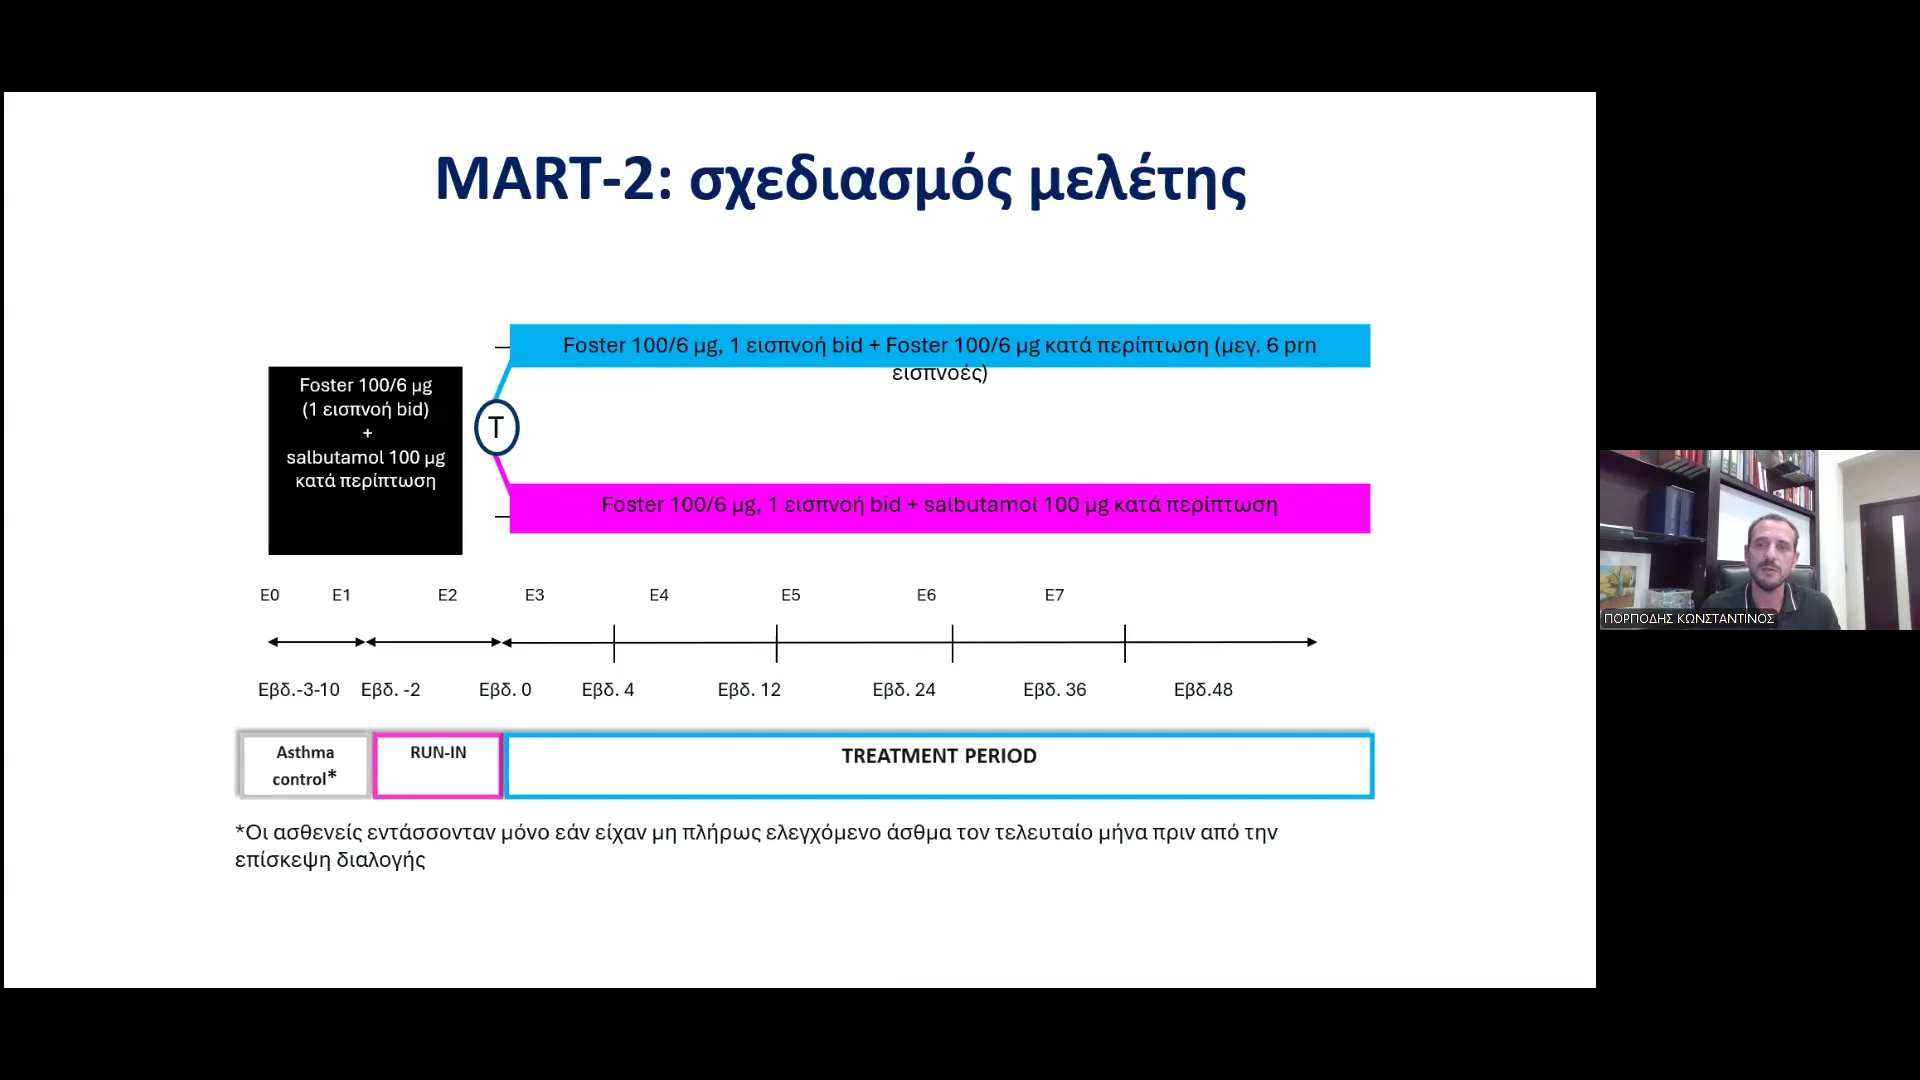 MART-2: σχεδιασμός μελέτης
Foster 100/6 μg, 1 εισπνοή bid + Foster 100/6 μg κατά περίπτωση (μεγ. 6 prn
εισπνοές)
Foster 100/6 μg
(1 εισπνοή bid)
+
salbutamol 100 μg
κατά περίπτωση
T
Foster 100/6 μg, 1 εισπνοή bid + salbutamol 100 μg κατά περίπτωση
E0 E1 E2 E3 E4 E5 E6 E7
Εβδ.-3-10 Εβδ. -2 Εβδ. 0 Εβδ. 4 Εβδ. 12 Εβδ. 24 Εβδ. 36 Εβδ.48
Asthma
control*
RUN-IN
TREATMENT PERIOD
*Οι ασθενείς εντάσσονταν μόνο εάν είχαν μη πλήρως ελεγχόμενο άσθμα τον τελευταίο μήνα πριν από την
επίσκεψη διαλογής
ΠΟΡΠΟΔΗΣ ΚΩΝΣΤΑΝΤΙΝΟΣ